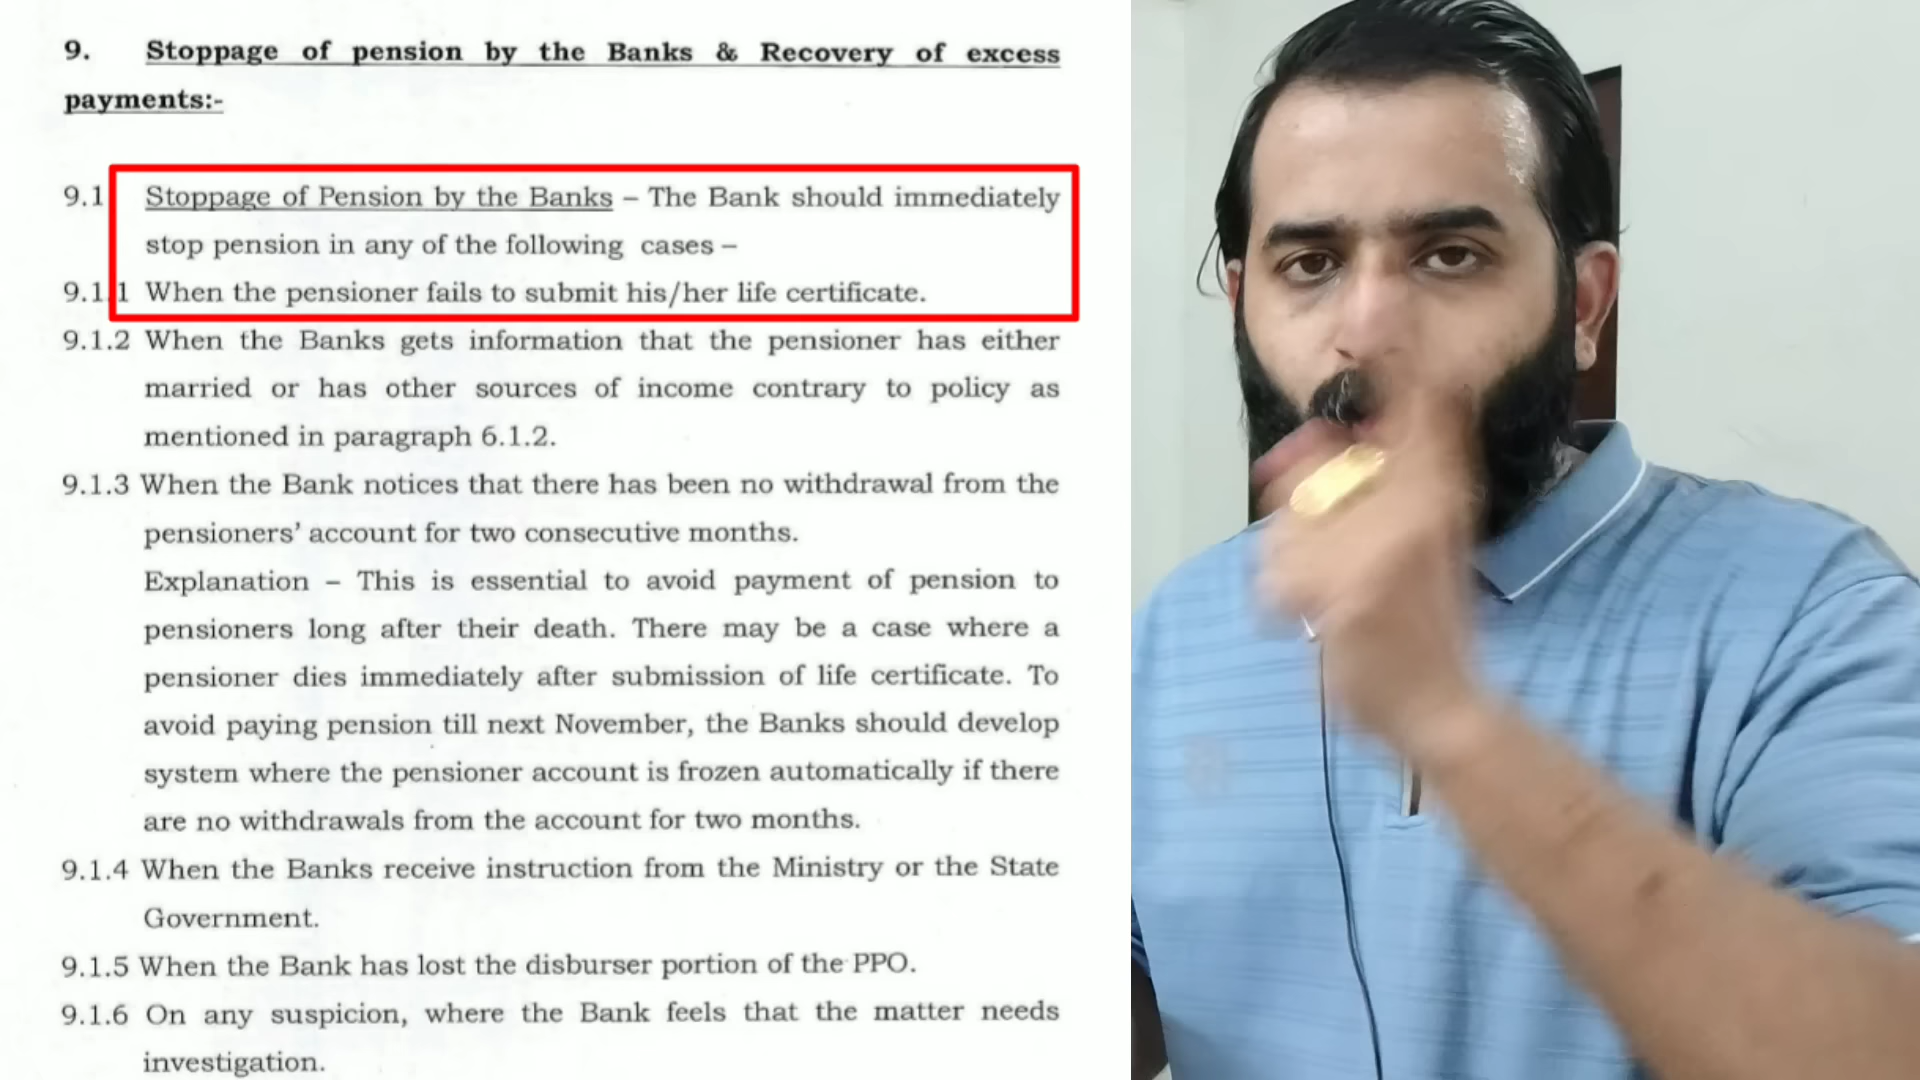 9. Stoppage of pension by the Banks & Recovery of excess
payments:-
9.1 Stoppage of Pension by the Banks – The Bank should immediately
stop pension in any of the following cases –
9.1.1 When the pensioner fails to submit his/her life certificate.
9.1.2 When the Banks gets information that the pensioner has either
married or has other sources of income contrary to policy as
mentioned in paragraph 6.1.2.
9.1.3 When the Bank notices that there has been no withdrawal from the
pensioners’ account for two consecutive months.
Explanation – This is essential to avoid payment of pension to
pensioners long after their death. There may be a case where a
pensioner dies immediately after submission of life certificate. To
avoid paying pension till next November, the Banks should develop
system where the pensioner account is frozen automatically if there
are no withdrawals from the account for two months.
9.1.4 When the Banks receive instruction from the Ministry or the State
Government.
9.1.5 When the Bank has lost the disburser portion of the PPO.
9.1.6 On any suspicion, where the Bank feels that the matter needs
investigation.